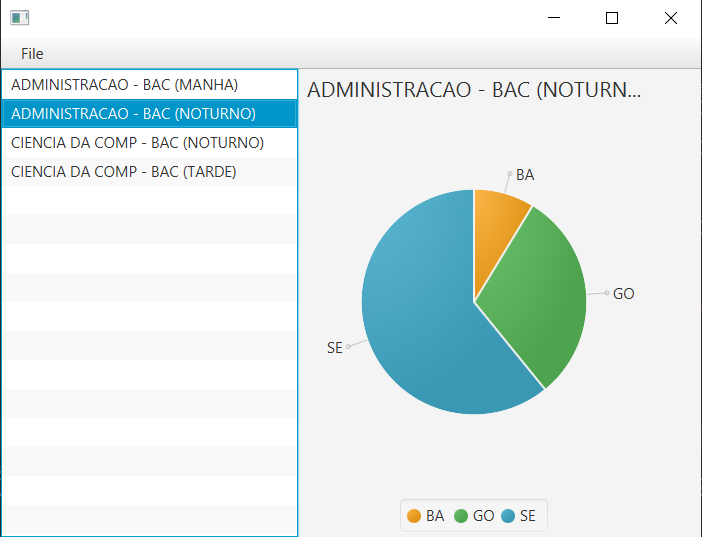 File
ADMINISTRACAO - BAC (MANHA)
ADMINISTRACAO - BAC (NOTURNO)
CIENCIA DA COMP - BAC (NOTURNO)
CIENCIA DA COMP - BAC (TARDE)
ADMINISTRACAO - BAC (NOTURN...
BA
GO
SE
BA GO SE